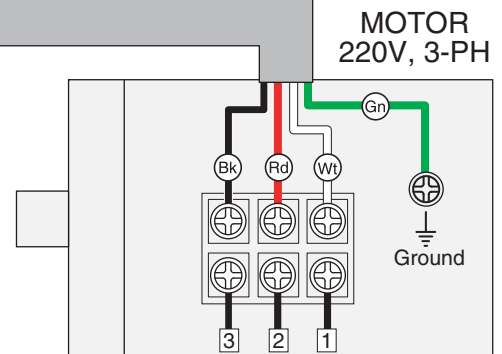 MOTOR
220V, 3-PH
Gn
Bk Rd Wt
Ground
3 2 1